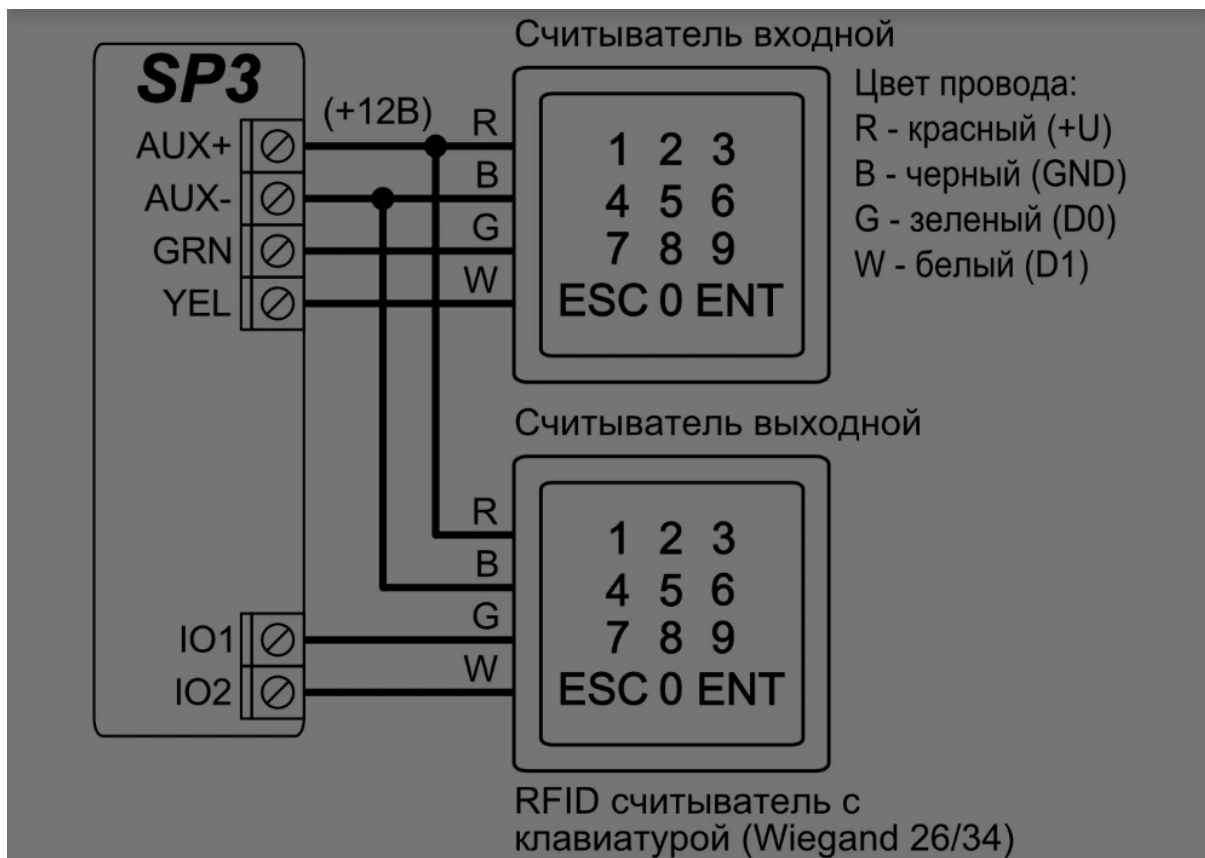 Считыватель входной
SP3
Цвет провода:
R - красный (+U)
B - черный (GND)
G - зеленый (D0)
W - белый (D1)
(+12В)
AUX+
AUX-
GRN
YEL
R
B
G
W
1 2 3
4 5 6
7 8 9
ESC 0 ENT
Считыватель выходной
R
B
G
W
1 2 3
4 5 6
7 8 9
ESC 0 ENT
IO1
IO2
RFID считыватель с
клавиатурой (Wiegand 26/34)